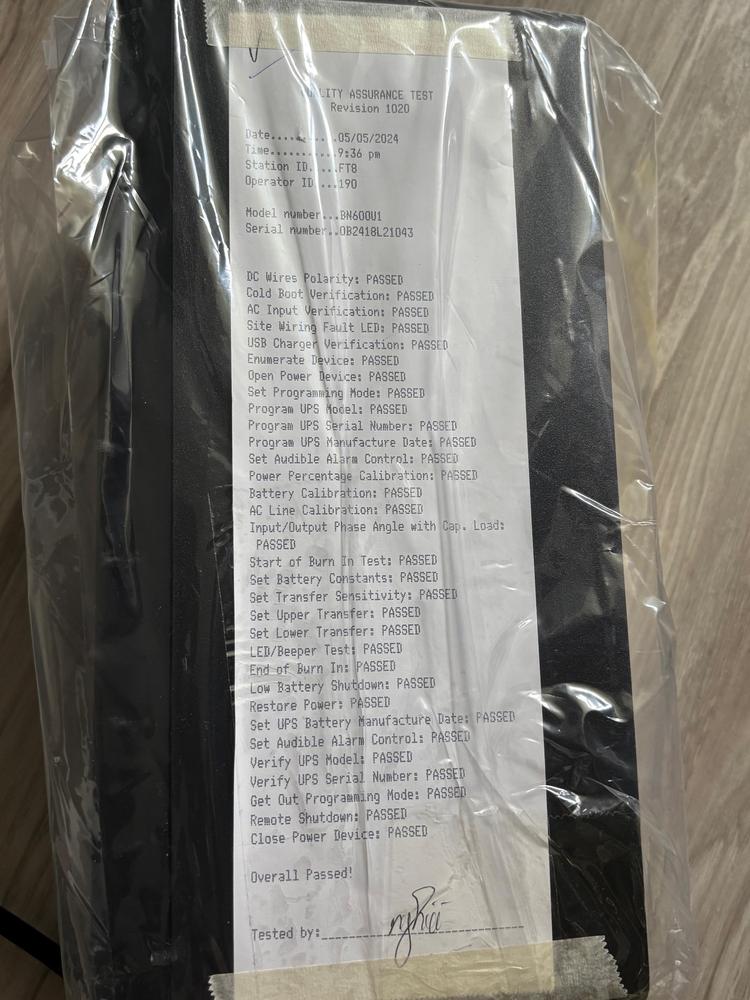 QUALITY ASSURANCE TEST
Revision 1020
Date...........05/05/2024
Time...........9:36 pm
Station ID.....FT8
Operator ID....190
Model number...BN600U1
Serial number..0B2418L21043
DC Wires Polarity: PASSED
Cold Boot Verification: PASSED
AC Input Verification: PASSED
Site Wiring Fault LED: PASSED
USB Charger Verification: PASSED
Enumerate Device: PASSED
Open Power Device: PASSED
Set Programming Mode: PASSED
Program UPS Model: PASSED
Program UPS Serial Number: PASSED
Program UPS Manufacture Date: PASSED
Set Audible Alarm Control: PASSED
Power Percentage Calibration: PASSED
Battery Calibration: PASSED
AC Line Calibration: PASSED
Input/Output Phase Angle with Cap. Load:
PASSED
Start of Burn In Test: PASSED
Set Battery Constants: PASSED
Set Transfer Sensitivity: PASSED
Set Upper Transfer: PASSED
Set Lower Transfer: PASSED
LED/Beeper Test: PASSED
End of Burn In: PASSED
Low Battery Shutdown: PASSED
Restore Power: PASSED
Set UPS Battery Manufacture Date: PASSED
Set Audible Alarm Control: PASSED
Verify UPS Model: PASSED
Verify UPS Serial Number: PASSED
Get Out Programming Mode: PASSED
Remote Shutdown: PASSED
Close Power Device: PASSED
Overall Passed!
Tested by: